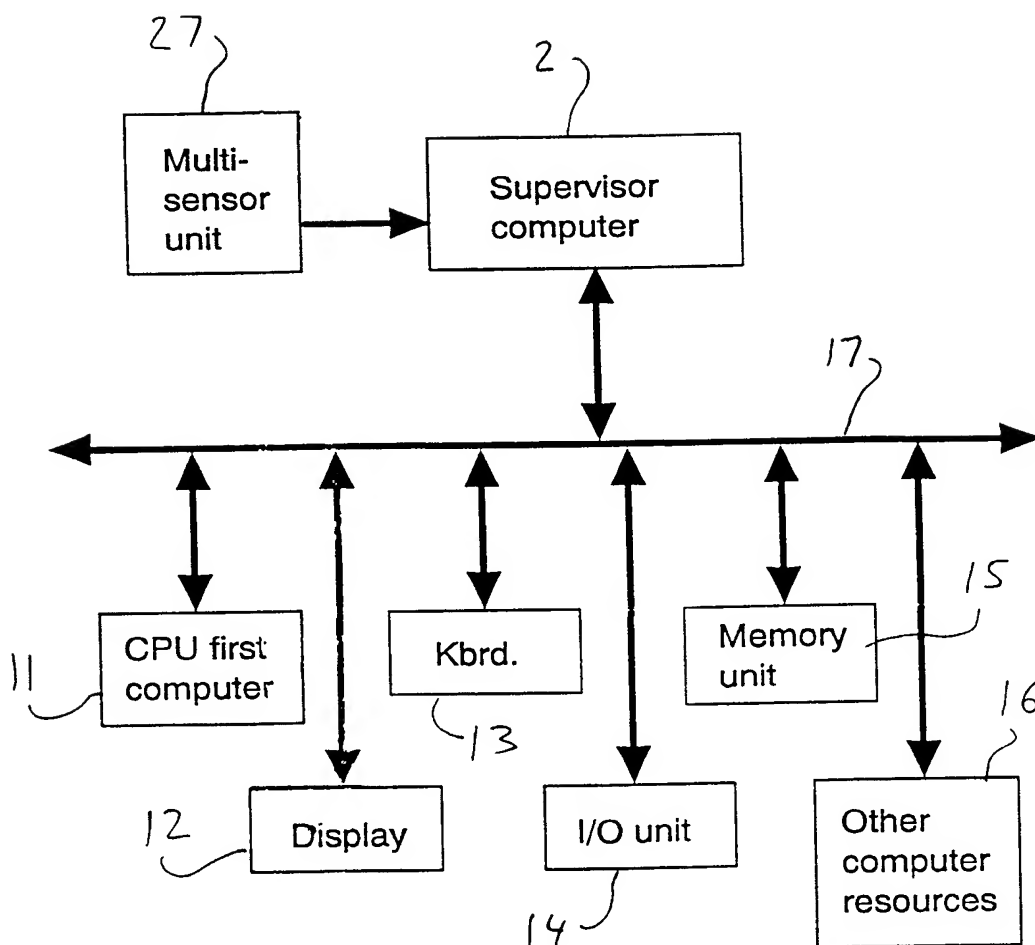 27
2
Multi-
sensor
unit
Supervisor
computer
17
CPU first
computer
11
Kbrd.
13
Memory
unit
15
16
Display
12
I/O unit
14
Other
computer
resources